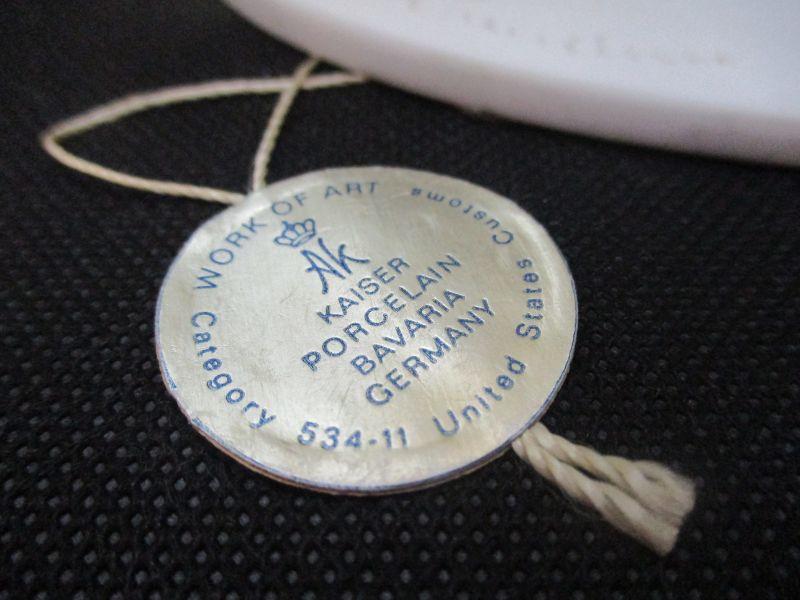 WORK OF ART
AK
KAISER
PORCELAIN
BAVARIA
GERMANY
Category 534-11 United States Customs